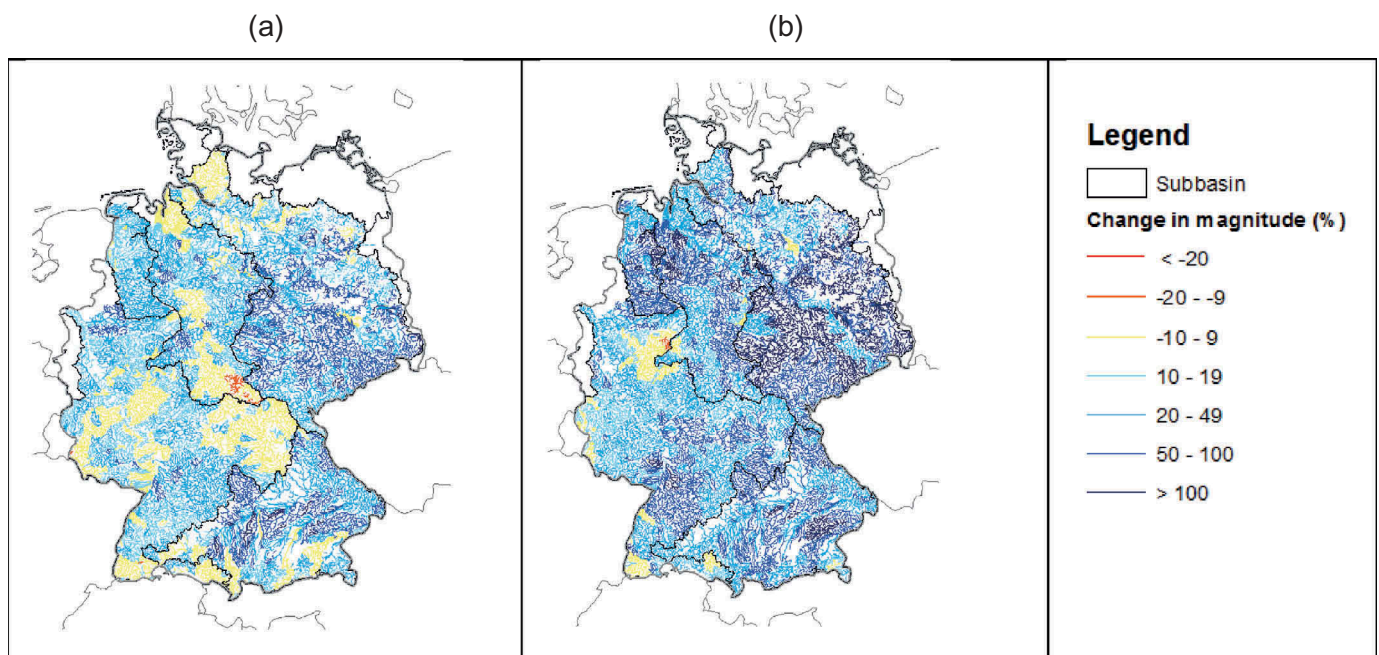 (a)
(b)
Legend
Subbasin
Change in magnitude (%)
< -20
-20 - -9
-10 - 9
10 - 19
20 - 49
50 - 100
> 100